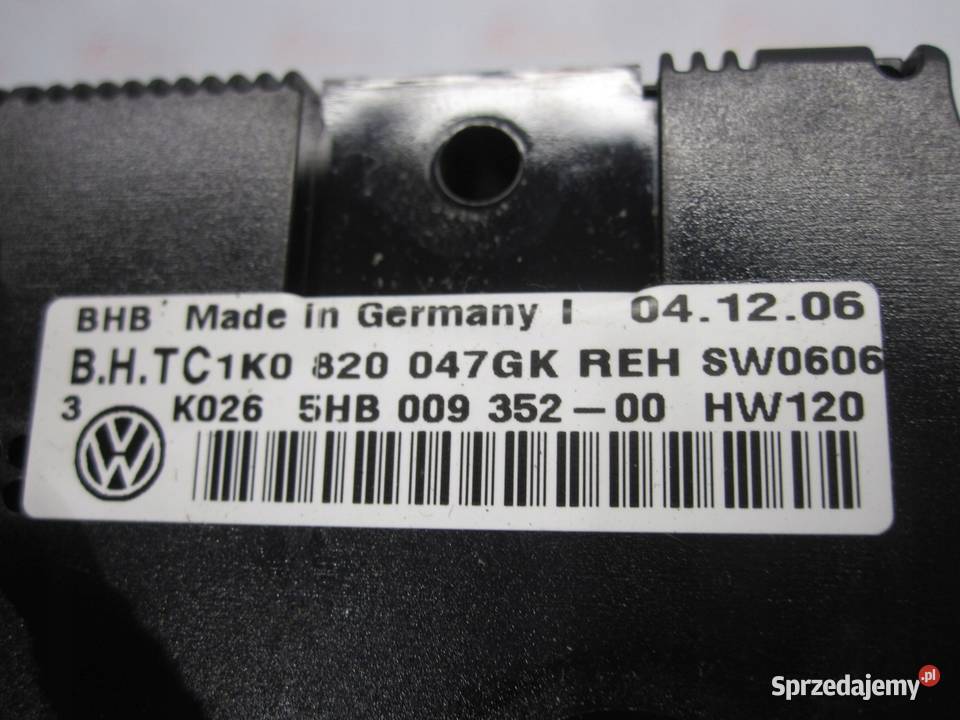 BHB Made in Germany I 04.12.06
B.H.TC1K0 820 047GK REH SW0606
3 K026 5HB 009 352-00 HW120
Sprzedajemy.pl